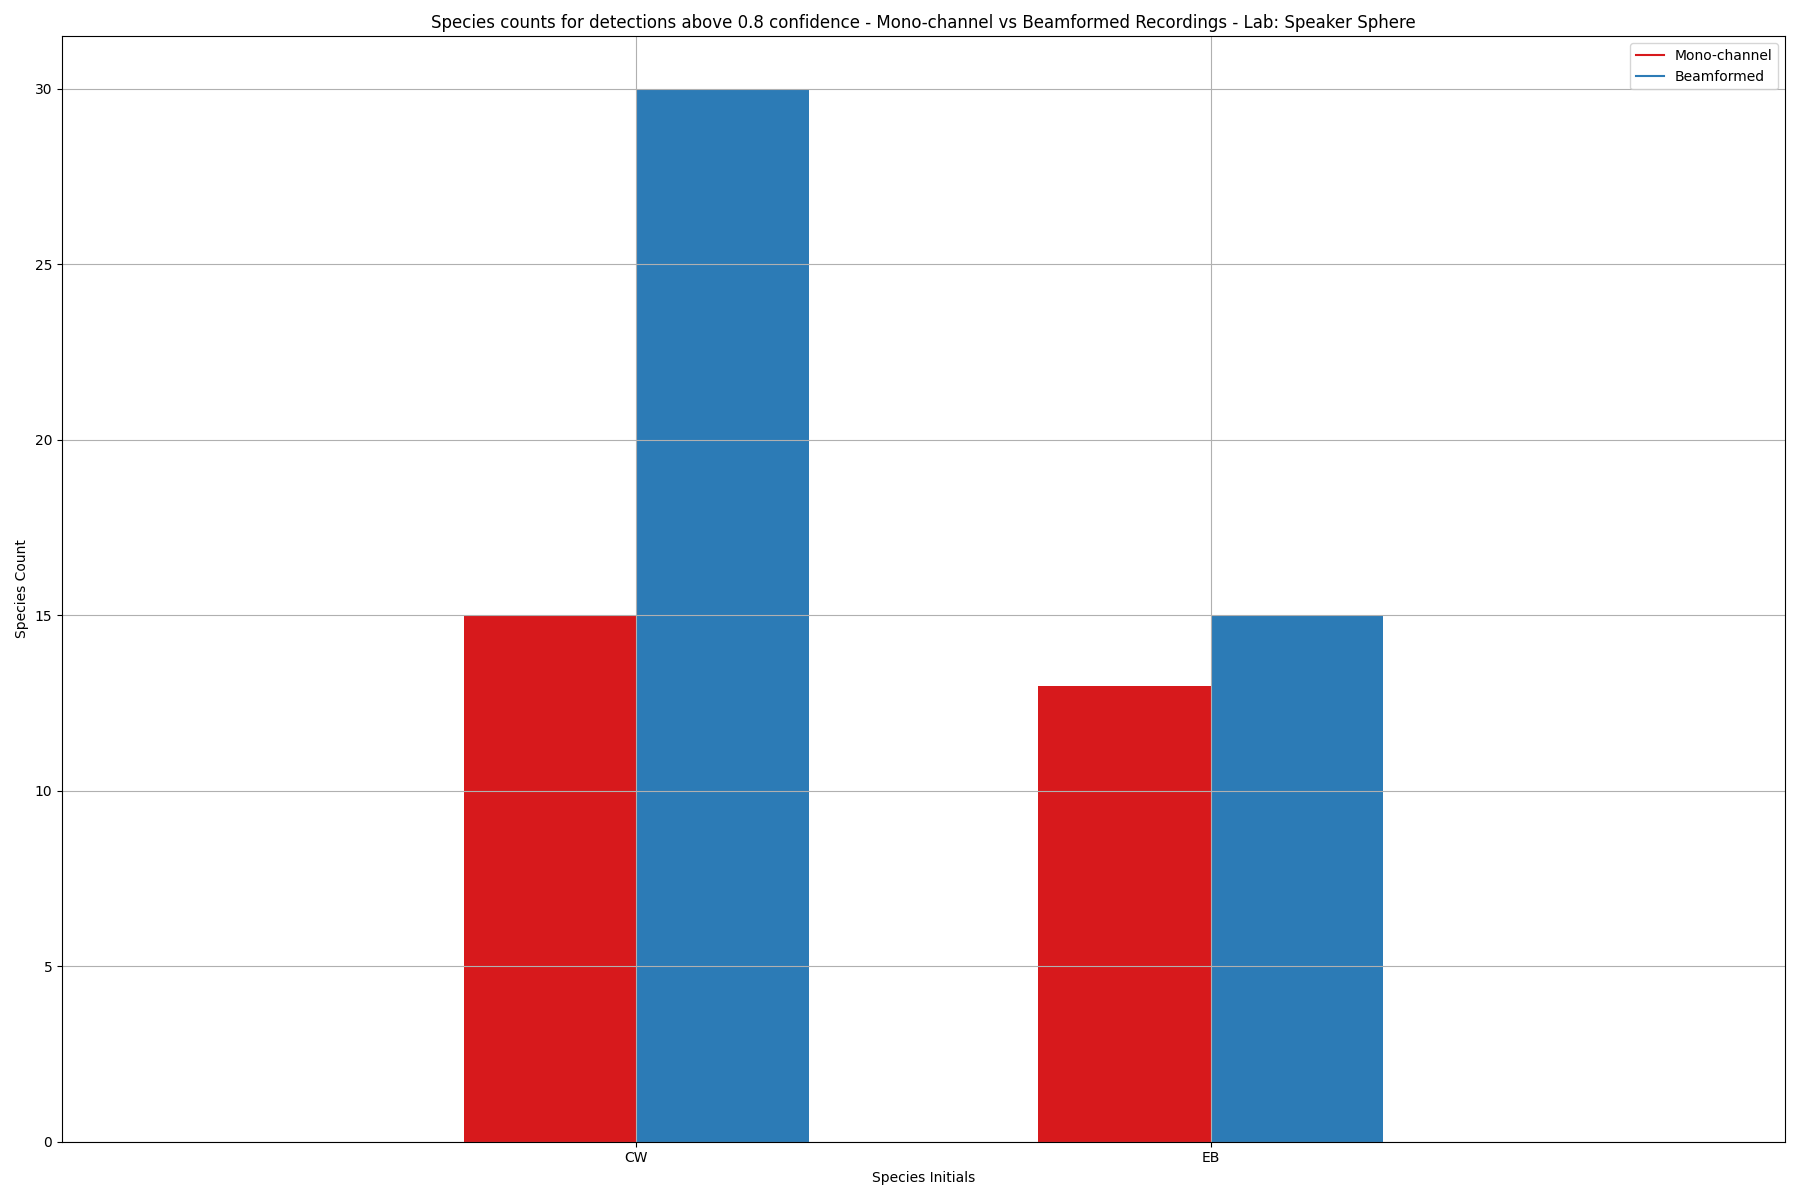 Species counts for detections above 0.8 confidence - Mono-channel vs Beamformed Recordings - Lab: Speaker Sphere
Mono-channel
Beamformed
30
25
20
15
10
5
0
Species Count
CW
EB
Species Initials